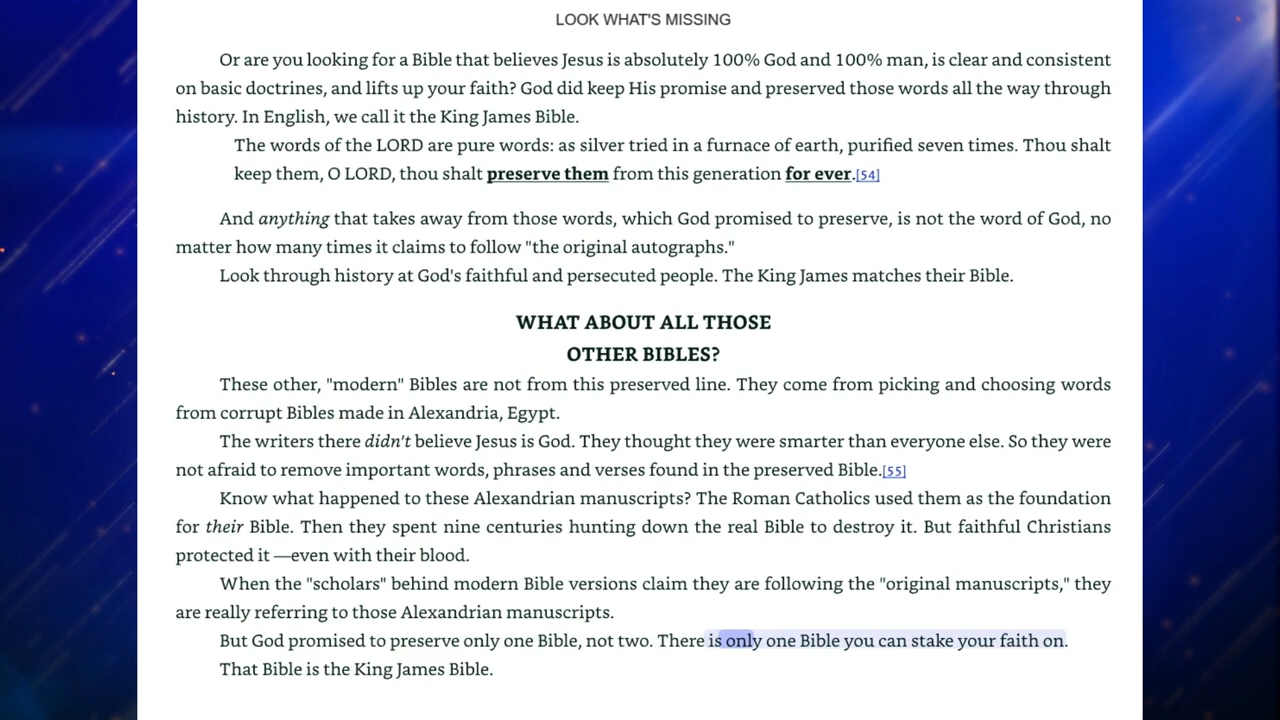 LOOK WHAT'S MISSING
Or are you looking for a Bible that believes Jesus is absolutely 100% God and 100% man, is clear and consistent
on basic doctrines, and lifts up your faith? God did keep His promise and preserved those words all the way through
history. In English, we call it the King James Bible.
The words of the LORD are pure words: as silver tried in a furnace of earth, purified seven times. Thou shalt
keep them, O LORD, thou shalt preserve them from this generation for ever.[54]
And anything that takes away from those words, which God promised to preserve, is not the word of God, no
matter how many times it claims to follow "the original autographs."
Look through history at God's faithful and persecuted people. The King James matches their Bible.
WHAT ABOUT ALL THOSE
OTHER BIBLES?
These other, "modern" Bibles are not from this preserved line. They come from picking and choosing words
from corrupt Bibles made in Alexandria, Egypt.
The writers there didn't believe Jesus is God. They thought they were smarter than everyone else. So they were
not afraid to remove important words, phrases and verses found in the preserved Bible.[55]
Know what happened to these Alexandrian manuscripts? The Roman Catholics used them as the foundation
for their Bible. Then they spent nine centuries hunting down the real Bible to destroy it. But faithful Christians
protected it —even with their blood.
When the "scholars" behind modern Bible versions claim they are following the "original manuscripts," they
are really referring to those Alexandrian manuscripts.
But God promised to preserve only one Bible, not two. There is only one Bible you can stake your faith on.
That Bible is the King James Bible.